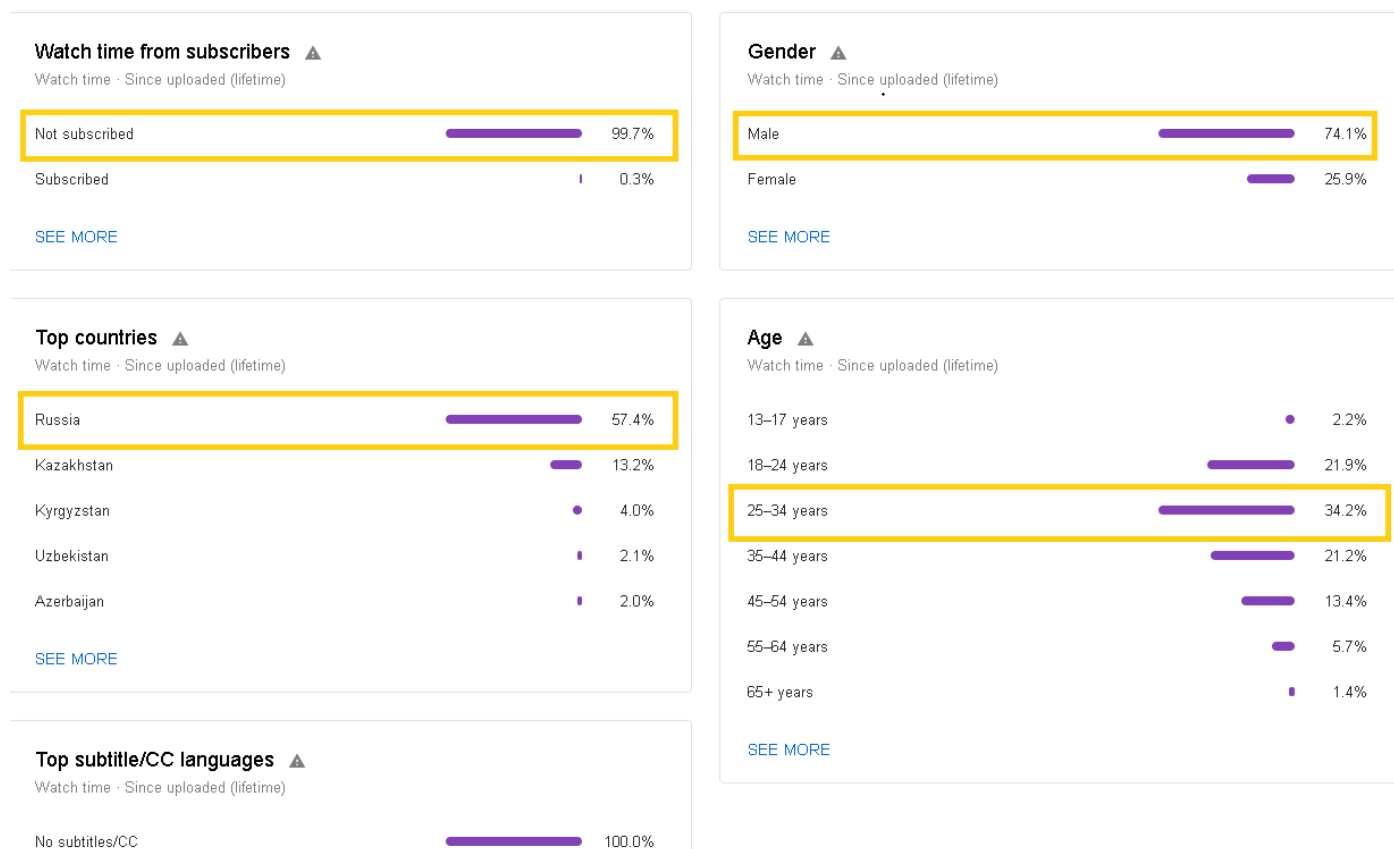 Watch time from subscribers
Watch time · Since uploaded (lifetime)
Not subscribed 99.7%
Subscribed 0.3%
SEE MORE
Gender
Watch time · Since uploaded (lifetime)
Male 74.1%
Female 25.9%
SEE MORE
Top countries
Watch time · Since uploaded (lifetime)
Russia 57.4%
Kazakhstan 13.2%
Kyrgyzstan 4.0%
Uzbekistan 2.1%
Azerbaijan 2.0%
SEE MORE
Age
Watch time · Since uploaded (lifetime)
13–17 years 2.2%
18–24 years 21.9%
25–34 years 34.2%
35–44 years 21.2%
45–54 years 13.4%
55–64 years 5.7%
65+ years 1.4%
SEE MORE
Top subtitle/CC languages
Watch time · Since uploaded (lifetime)
No subtitles/CC 100.0%